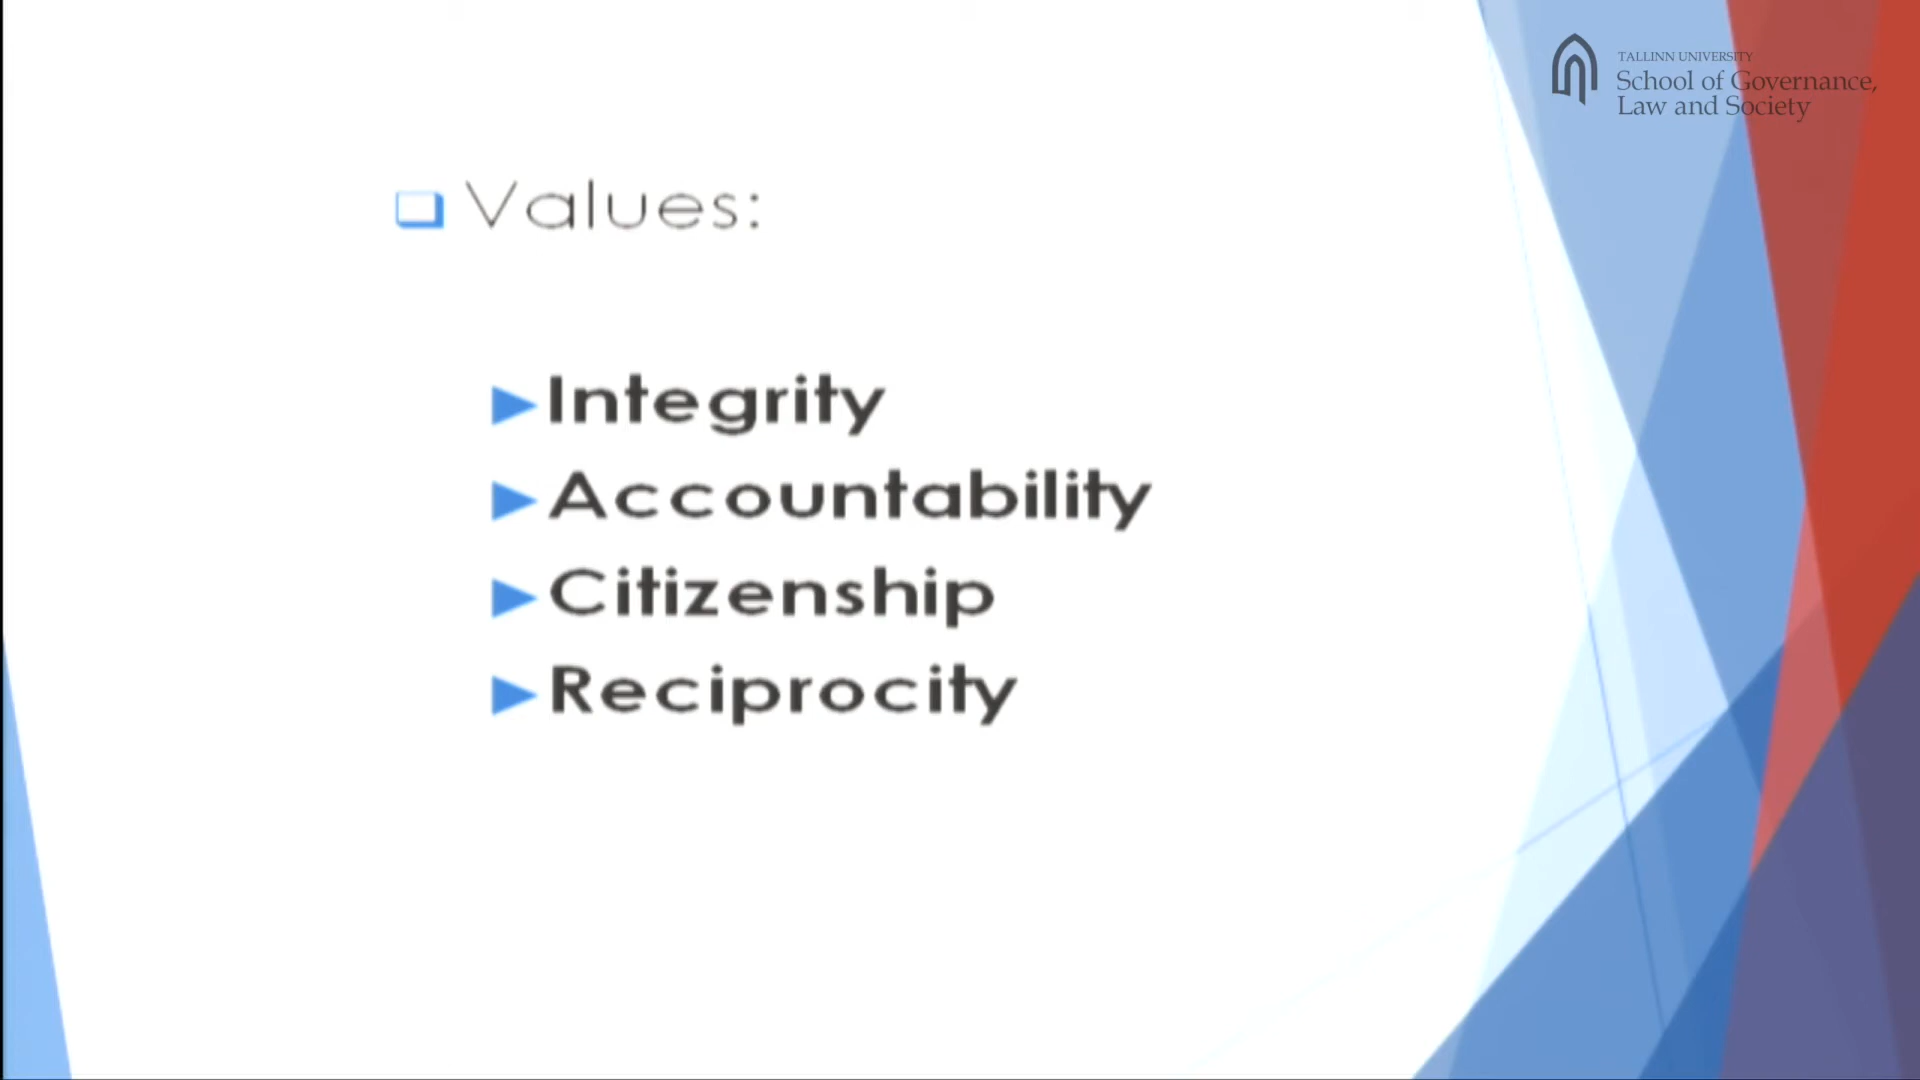 TALLINN UNIVERSITY
School of Governance,
Law and Society
Values:
Integrity
Accountability
Citizenship
Reciprocity